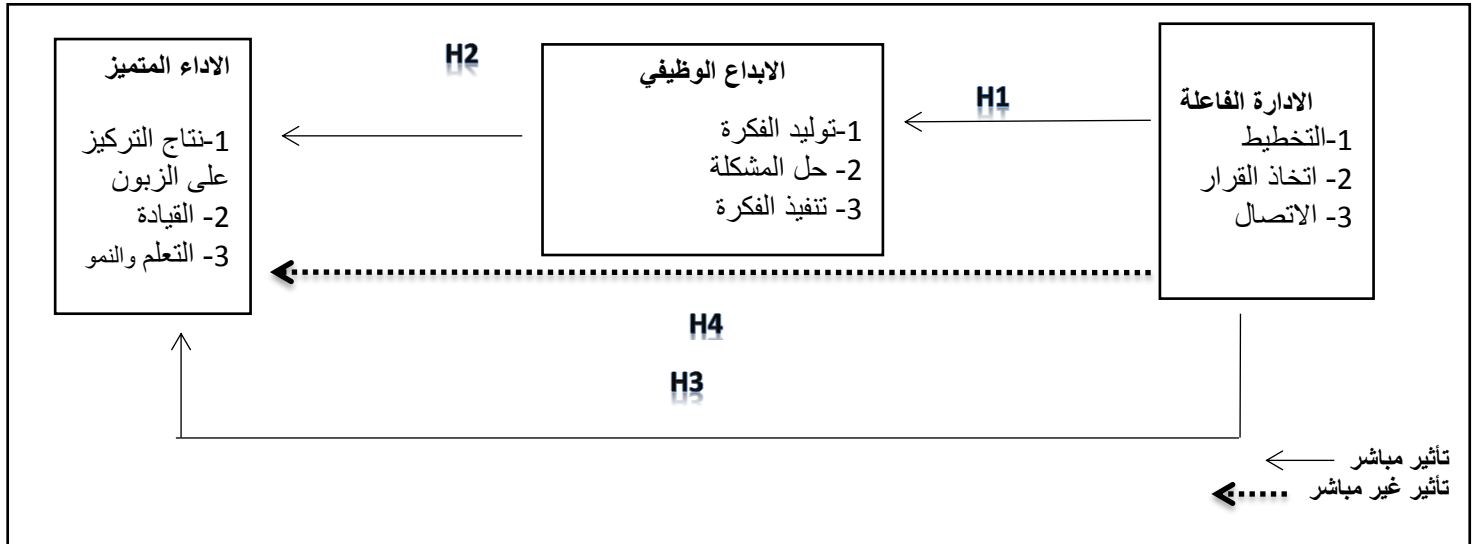 الادارة الفاعلة
1-التخطيط
2- اتخاذ القرار
3- الاتصال
H1
الابداع الوظيفي
1-توليد الفكرة
2- حل المشكلة
3- تنفيذ الفكرة
H2
الاداء المتميز
1-نتاج التركيز
على الزبون
2- القيادة
3- التعلم والنمو
H4
H3
تأثير مباشر
تأثير غير مباشر